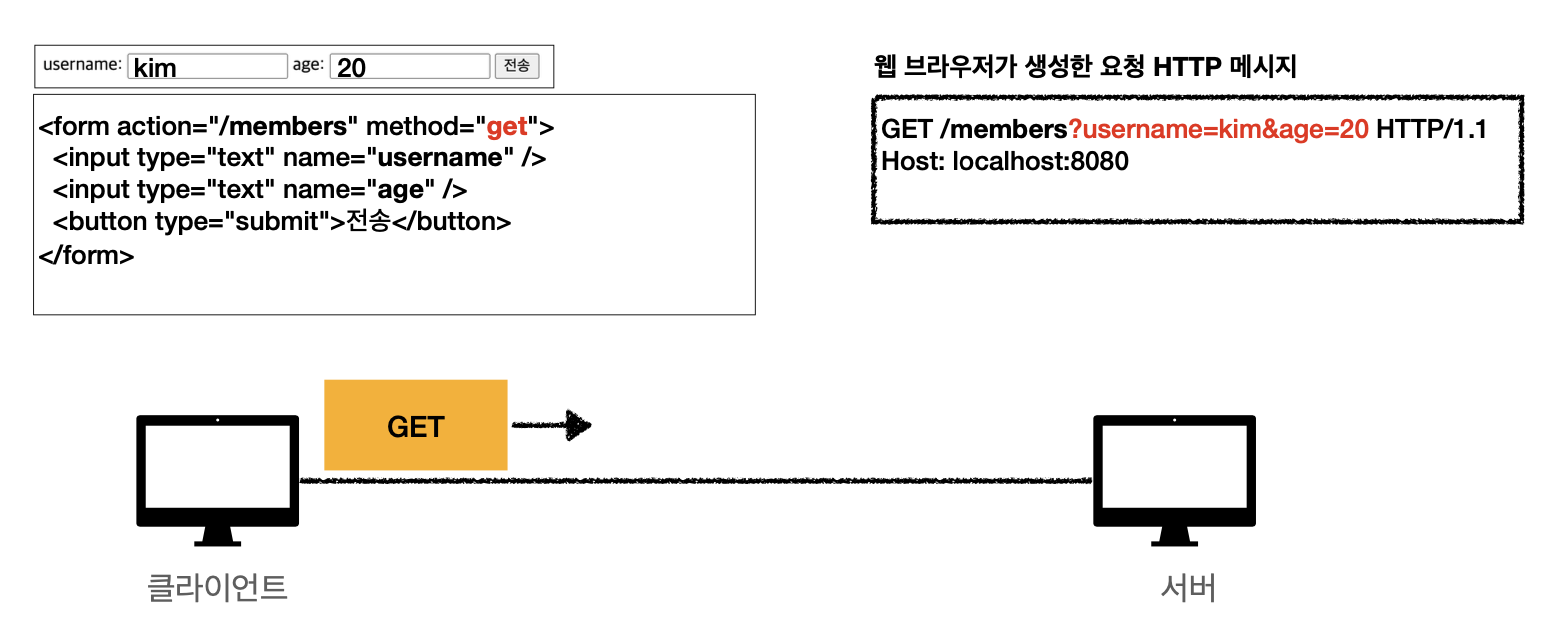 username: kim age: 20 전송
<form action="/members" method="get">
<input type="text" name="username" />
<input type="text" name="age" />
<button type="submit">전송</button>
</form>
웹 브라우저가 생성한 요청 HTTP 메시지
GET /members?username=kim&age=20 HTTP/1.1
Host: localhost:8080
GET
클라이언트
서버